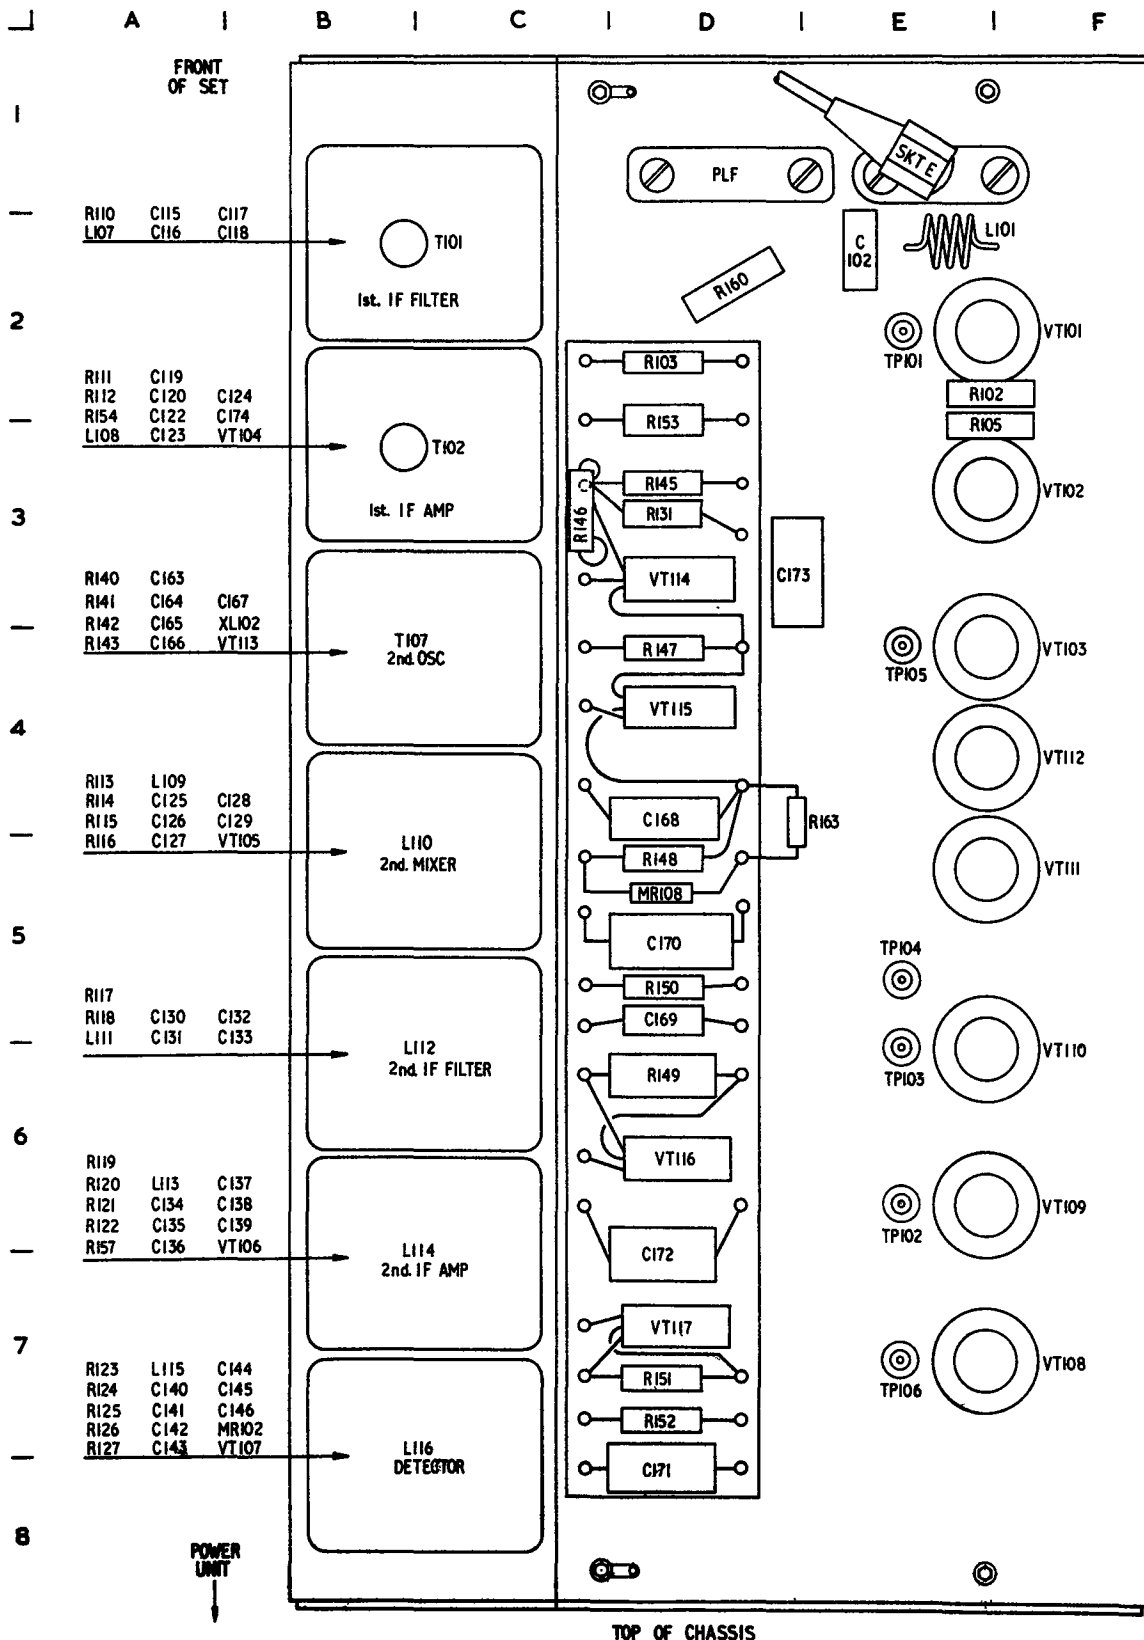 A B C D E F
FRONT
OF SET
1
SKTE
PLF
R110 C115 C117
L107 C116 C118
T101
1st. IF FILTER
C
102
L101
R160
2
TP101
VT101
R103
R102
R111 C119
R112 C120 C124
R154 C122 C174
L108 C123 VT104
T102
1st. IF AMP
R153
R105
R145
VT102
R131
R146
3
VT114
C173
R140 C163
R141 C164 C167
R142 C165 XL102
R143 C166 VT113
T107
2nd. OSC
R147
TP105
VT103
VT115
4
VT112
R113 L109
R114 C125 C128
R115 C126 C129
R116 C127 VT105
L110
2nd. MIXER
C168
R163
R148
VT111
MR108
5
C170
TP104
R150
R117
R118 C130 C132
L111 C131 C133
L112
2nd. IF FILTER
C169
R149
TP103
VT110
6
VT116
R119
R120 L113 C137
R121 C134 C138
R122 C135 C139
R157 C136 VT106
L114
2nd. IF AMP
TP102
VT109
C172
7
VT117
R123 L115 C144
R124 C140 C145
R125 C141 C146
R126 C142 MR102
R127 C143 VT107
L116
DETECTOR
R151
TP106
VT108
R152
C171
8
POWER
UNIT
TOP OF CHASSIS